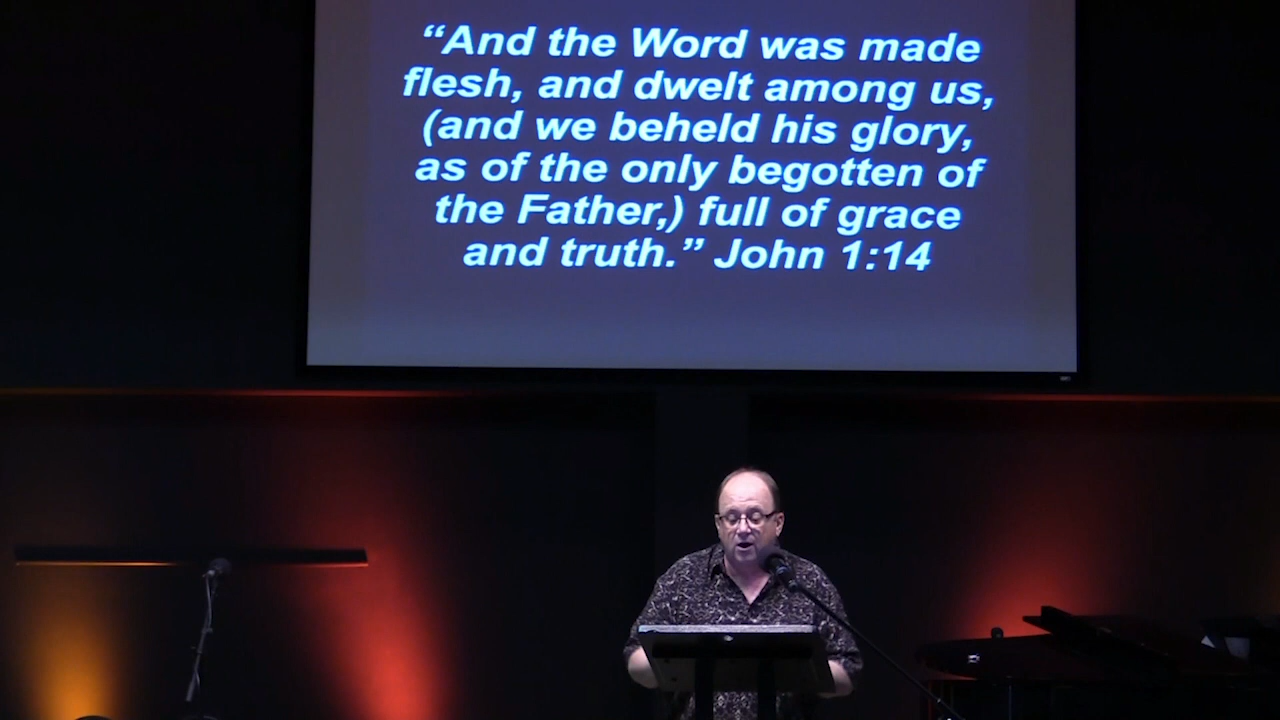 “And the Word was made
flesh, and dwelt among us,
(and we beheld his glory,
as of the only begotten of
the Father,) full of grace
and truth.” John 1:14